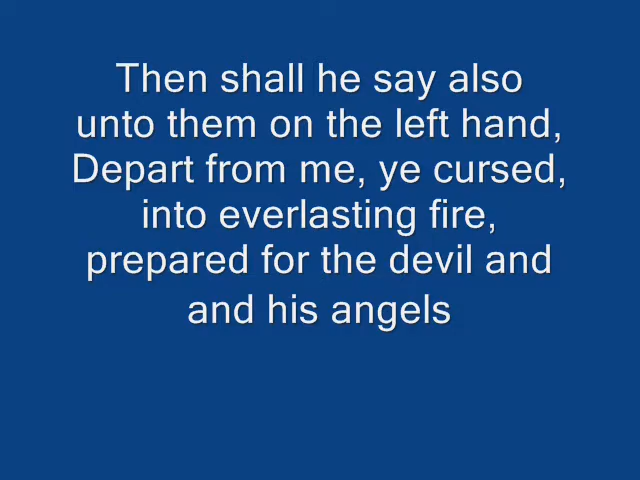 Then shall he say also
unto them on the left hand,
Depart from me, ye cursed,
into everlasting fire,
prepared for the devil and
and his angels